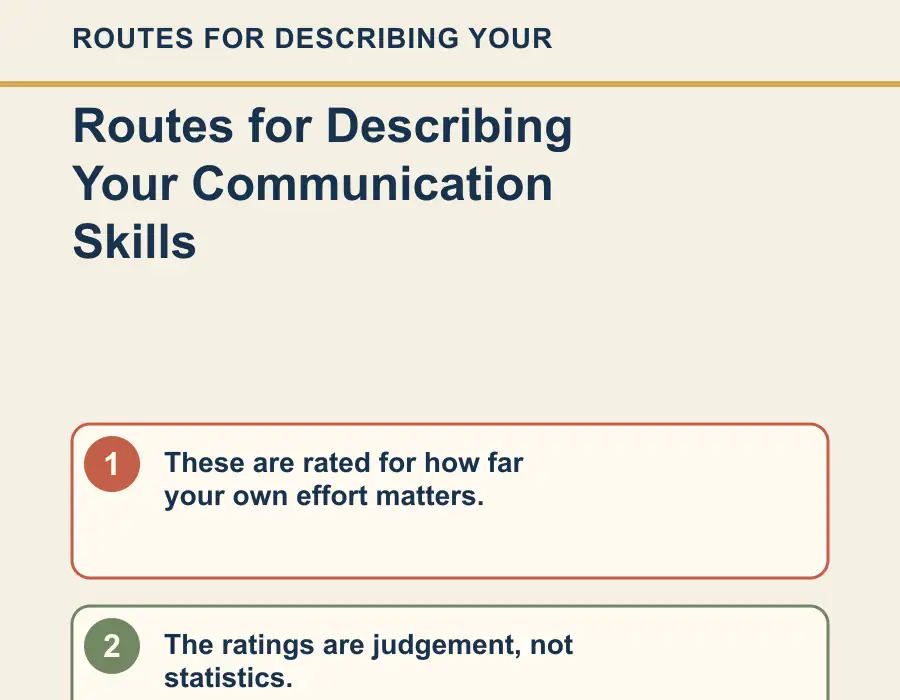 ROUTES FOR DESCRIBING YOUR
Routes for Describing
Your Communication
Skills
1
These are rated for how far
your own effort matters.
2
The ratings are judgement, not
statistics.